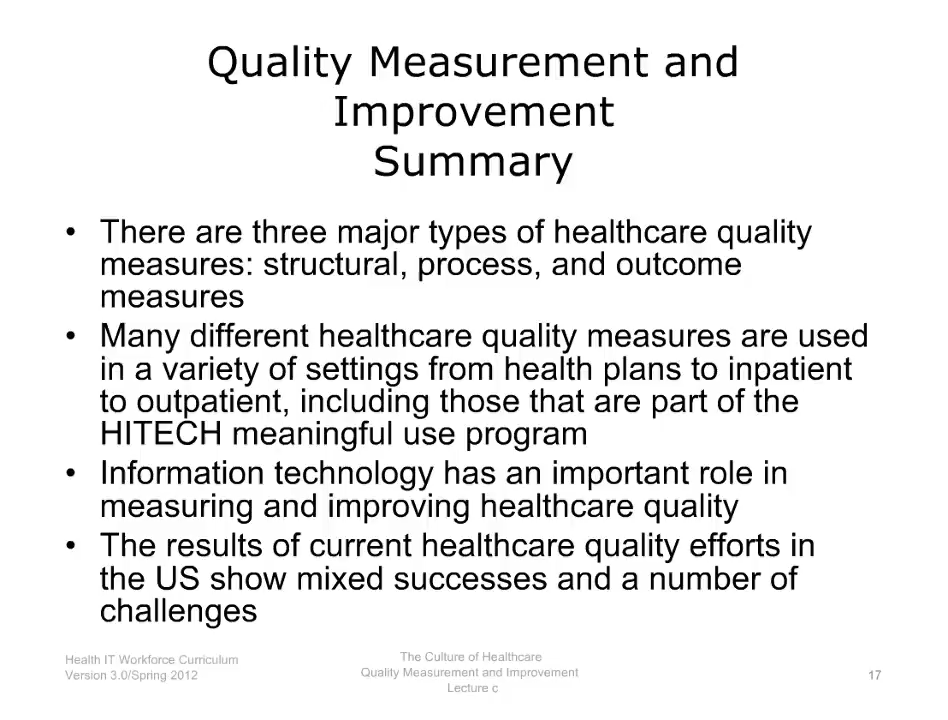 Quality Measurement and
Improvement
Summary
• There are three major types of healthcare quality
measures: structural, process, and outcome
measures
• Many different healthcare quality measures are used
in a variety of settings from health plans to inpatient
to outpatient, including those that are part of the
HITECH meaningful use program
• Information technology has an important role in
measuring and improving healthcare quality
• The results of current healthcare quality efforts in
the US show mixed successes and a number of
challenges
Health IT Workforce Curriculum
Version 3.0/Spring 2012
The Culture of Healthcare
Quality Measurement and Improvement
Lecture c
17